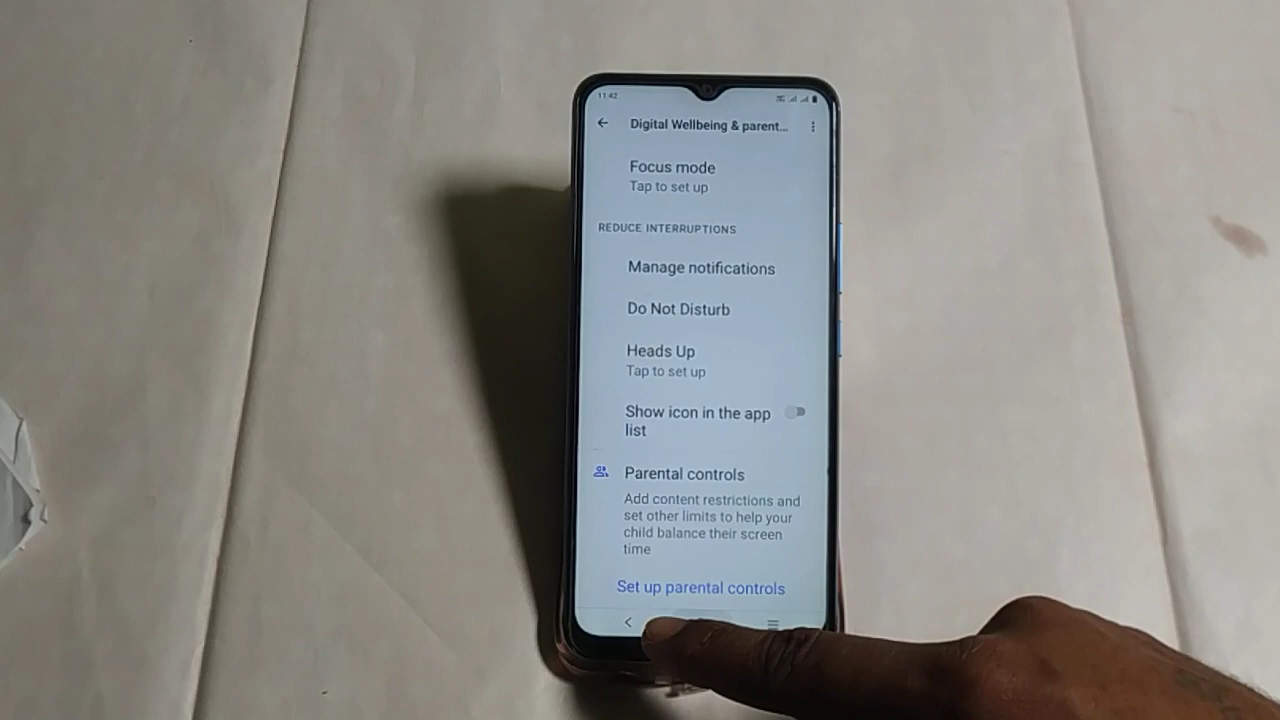 11:42
Digital Wellbeing & parent...
Focus mode
Tap to set up
REDUCE INTERRUPTIONS
Manage notifications
Do Not Disturb
Heads Up
Tap to set up
Show icon in the app
list
Parental controls
Add content restrictions and
set other limits to help your
child balance their screen
time
Set up parental controls